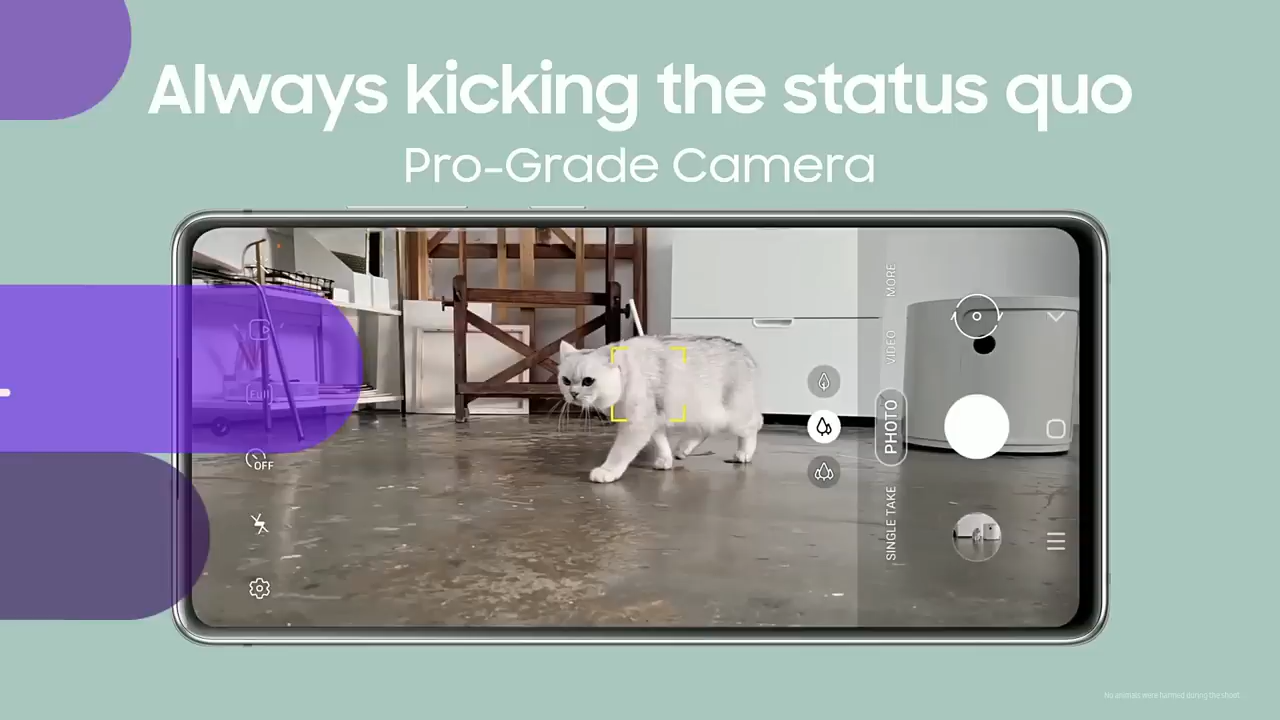 Always kicking the status quo
Pro-Grade Camera
MORE
VIDEO
PHOTO
SINGLE TAKE
Full
OFF
No animals were harmed during the shoot.